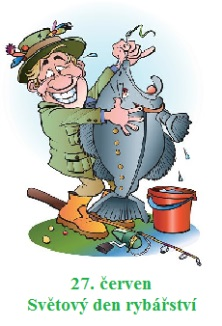 27. červen
Světový den rybářství